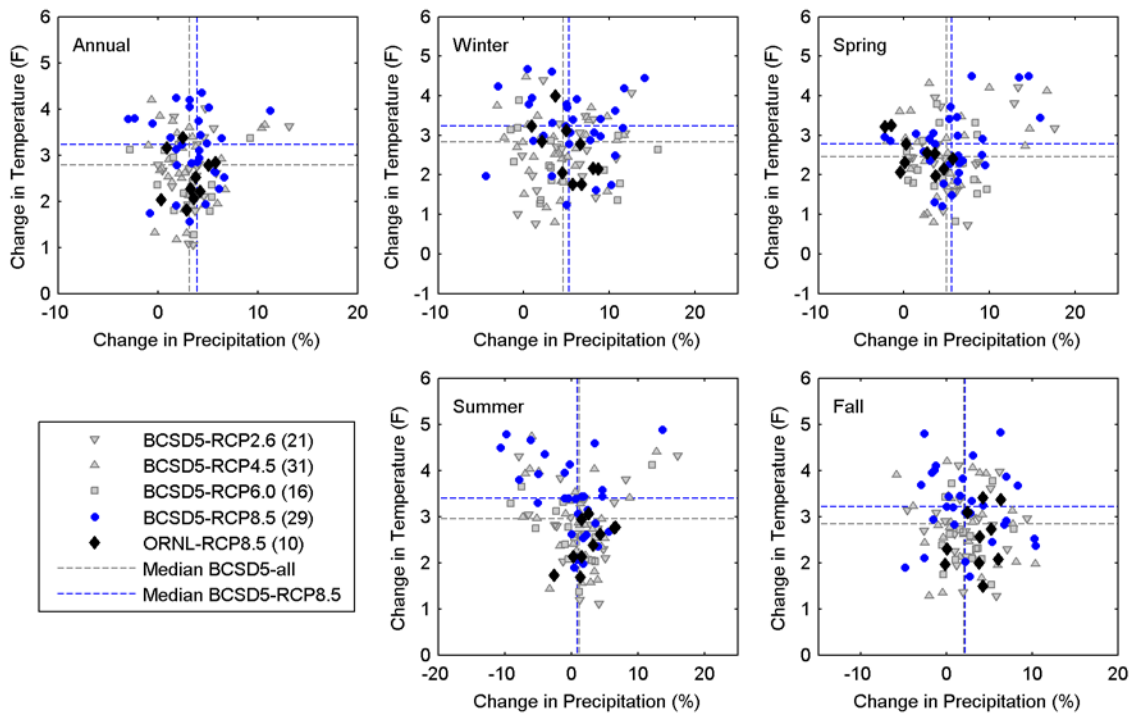 Annual
Change in Temperature (F)
6
5
4
3
2
1
0
-10
0
10
20
Change in Precipitation (%)
Winter
Change in Temperature (F)
6
5
4
3
2
1
0
-1
-10
0
10
20
Change in Precipitation (%)
Spring
Change in Temperature (F)
6
5
4
3
2
1
0
-1
-10
0
10
20
Change in Precipitation (%)
BCSD5-RCP2.6 (21)
BCSD5-RCP4.5 (31)
BCSD5-RCP6.0 (16)
BCSD5-RCP8.5 (29)
ORNL-RCP8.5 (10)
Median BCSD5-all
Median BCSD5-RCP8.5
Summer
Change in Temperature (F)
6
5
4
3
2
1
0
-20
-10
0
10
20
Change in Precipitation (%)
Fall
Change in Temperature (F)
6
5
4
3
2
1
0
-10
0
10
20
Change in Precipitation (%)